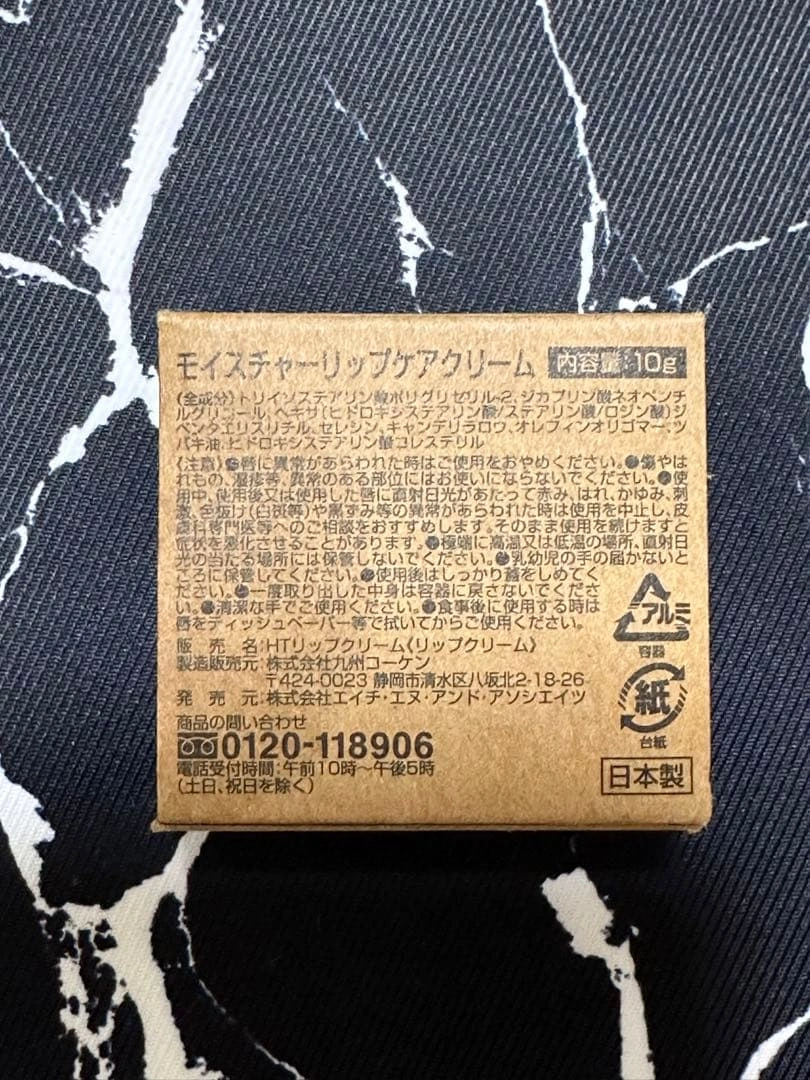 モイスチャーリップケアクリーム 内容量:10g
《全成分》トリイソステアリン酸ポリグリセリル-2、ジカプリン酸ネオペンチ
ルグリコール、ヘキサ(ヒドロキシステアリン酸/ステアリン酸/ロジン酸)ジ
ペンタエリスリチル、セレシン、キャンデリラロウ、オレフィンオリゴマー、ツ
バキ油、ヒドロキシステアリン酸コレステリル
《注意》●唇に異常があらわれた時はご使用をおやめください。●傷やは
れもの、湿疹等、異常のある部位にはお使いにならないでください。●使
用中、使用後又は使用した唇に直射日光があたって赤み、はれ、かゆみ、刺
激、色抜け(白斑等)や黒ずみ等の異常があらわれた時は使用を中止し、皮
膚科専門医等へのご相談をおすすめします。そのまま使用を続けますと
症状を悪化させることがあります。●極端に高温又は低温の場所、直射日
光の当たる場所には保管しないでください。●乳幼児の手の届かないと
ころに保管してください。●使用後はしっかり蓋をしめてく
ださい。●一度取り出した中身は容器に戻さないでくださ
い。●清潔な手でご使用ください。●食事後に使用する時は
唇をティッシュペーパー等で拭いてからご使用ください。
販売名:HTリップクリーム《リップクリーム》
製造販売元:株式会社九州コーケン
〒424-0023 静岡市清水区八坂北2-18-26
発売元:株式会社エイチ・エヌ・アンド・アソシエイツ
商品の問い合わせ
0120-118906
電話受付時間:午前10時~午後5時
(土日、祝日を除く)
アルミ
容器
紙
台紙
日本製